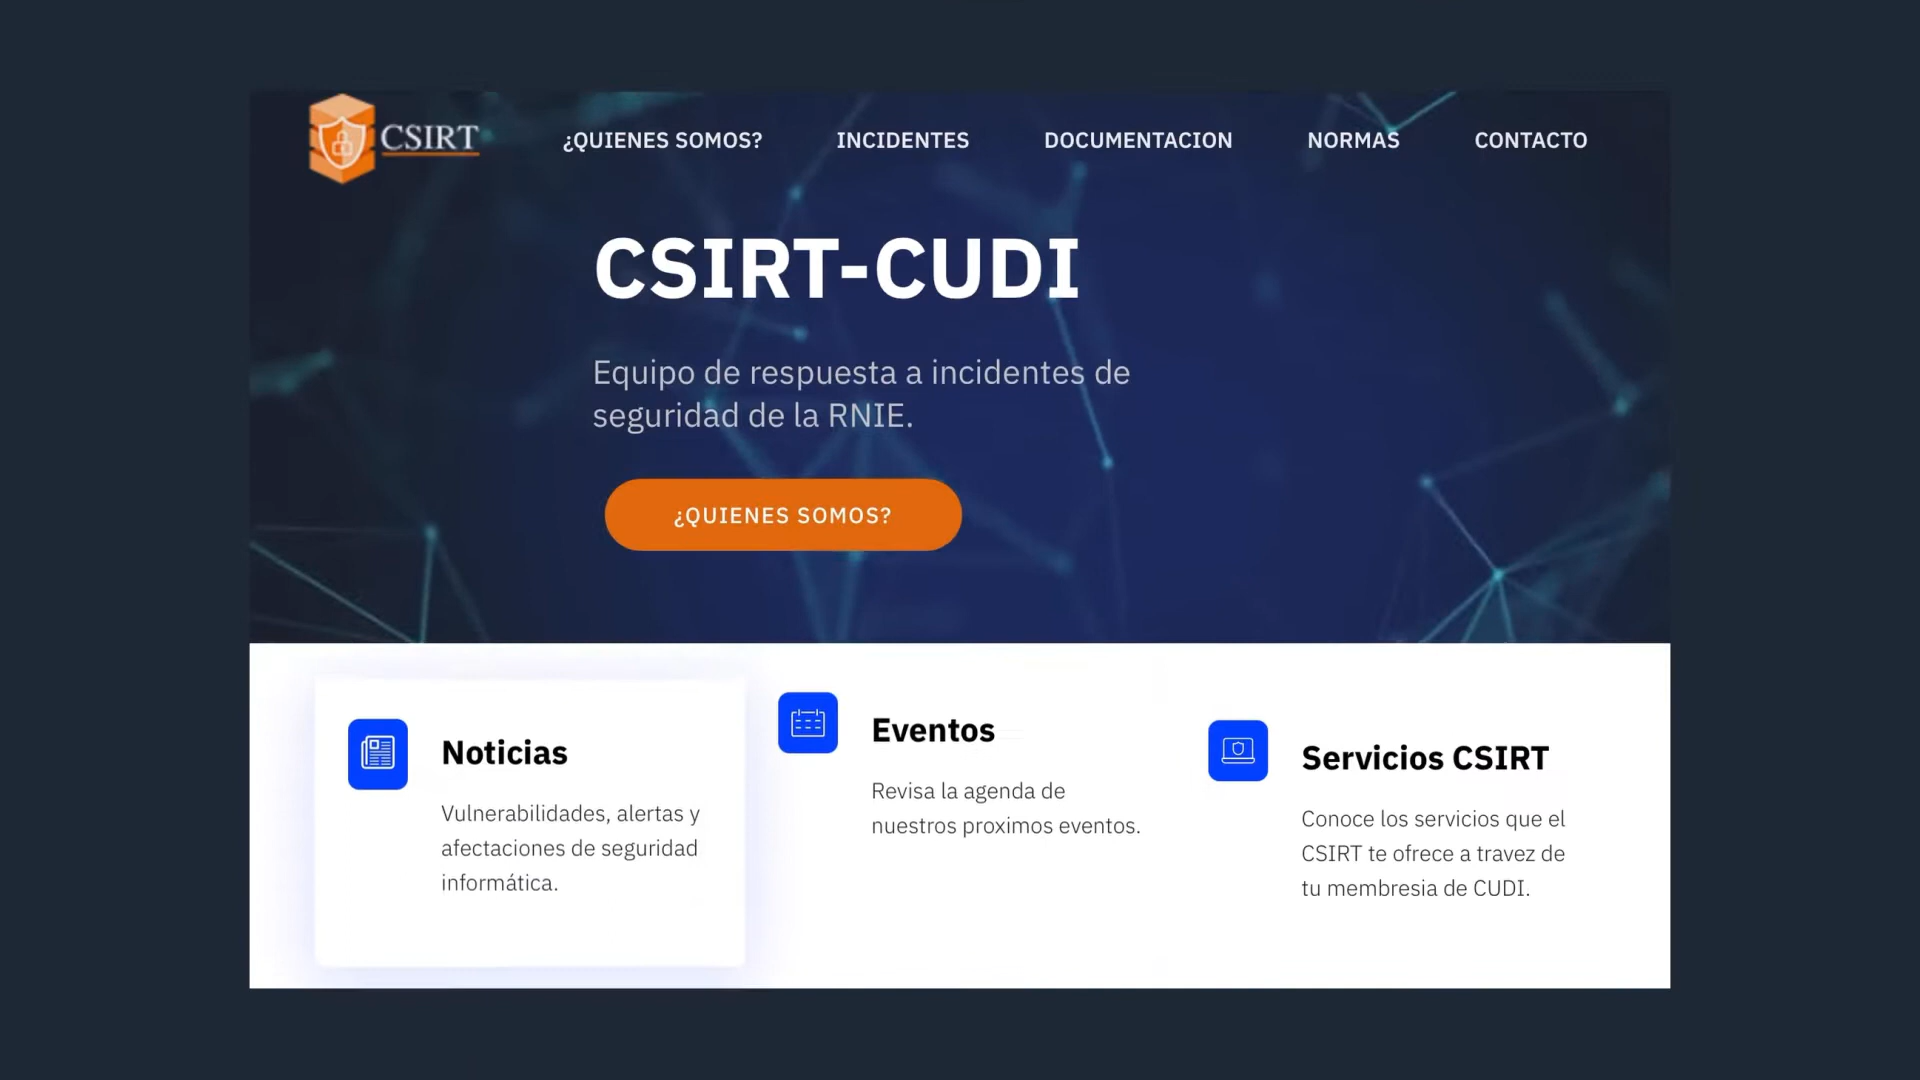 CSIRT
¿QUIENES SOMOS?
INCIDENTES
DOCUMENTACION
NORMAS
CONTACTO
CSIRT-CUDI
Equipo de respuesta a incidentes de
seguridad de la RNIE.
¿QUIENES SOMOS?
Noticias
Vulnerabilidades, alertas y
afectaciones de seguridad
informática.
Eventos
Revisa la agenda de
nuestros proximos eventos.
Servicios CSIRT
Conoce los servicios que el
CSIRT te ofrece a travez de
tu membresia de CUDI.